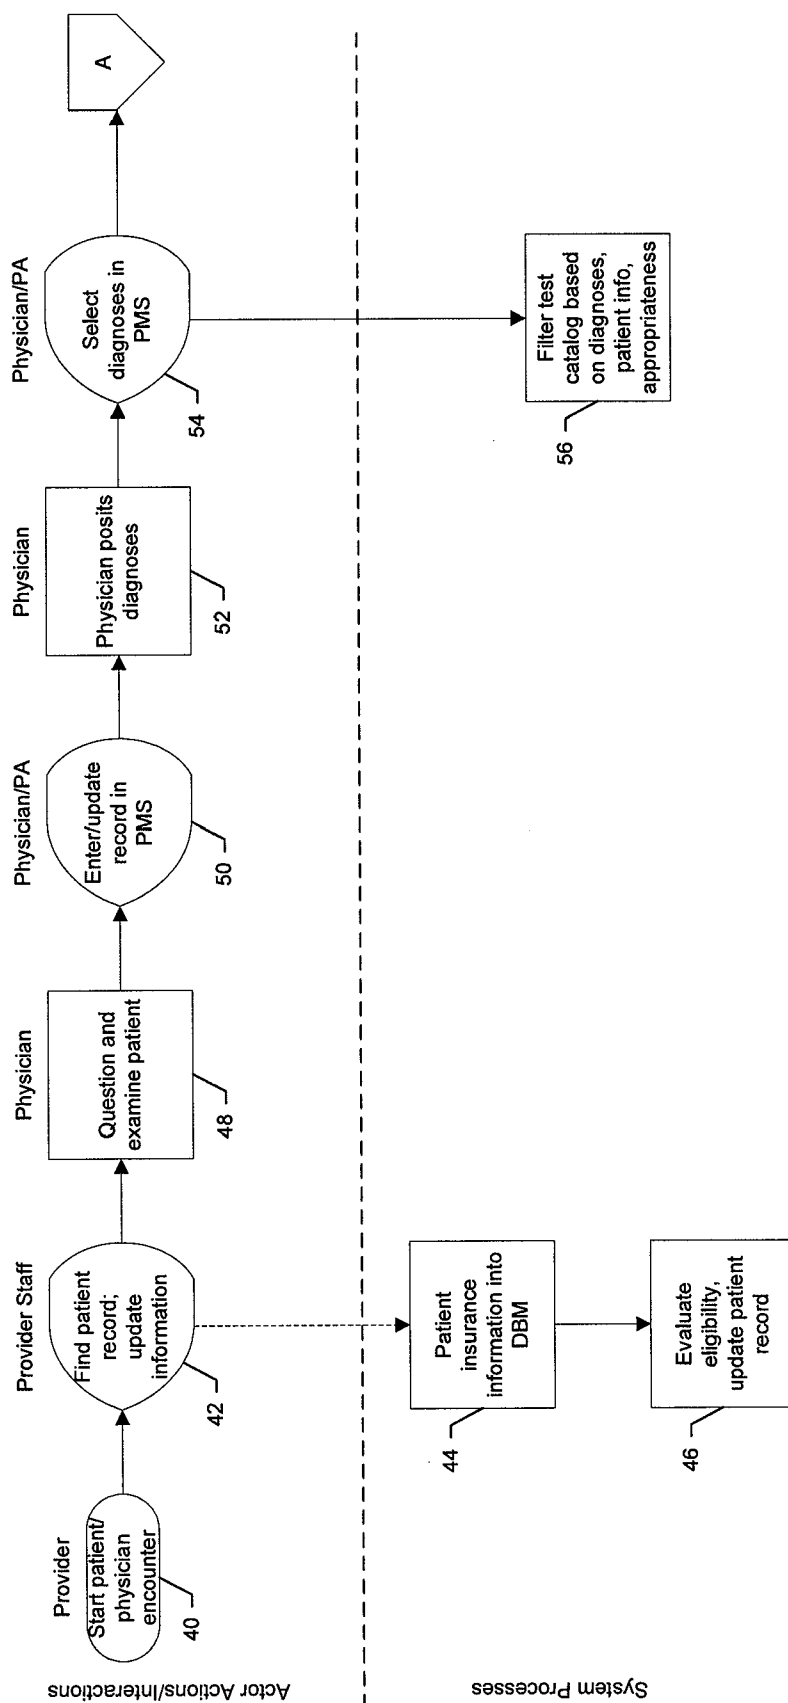 Actor Actions/Interactions
Provider
Start patient/
physician
encounter
40
Provider Staff
Find patient
record;
update
information
42
Physician
Question and
examine patient
48
Physician/PA
Enter/update
record in
PMS
50
Physician
Physician posits
diagnoses
52
Physician/PA
Select
diagnoses in
PMS
54
A
System Processes
Patient
insurance
information into
DBM
44
Evaluate
eligibility,
update patient
record
46
Filter test
catalog based
on diagnoses,
patient info,
appropriateness
56